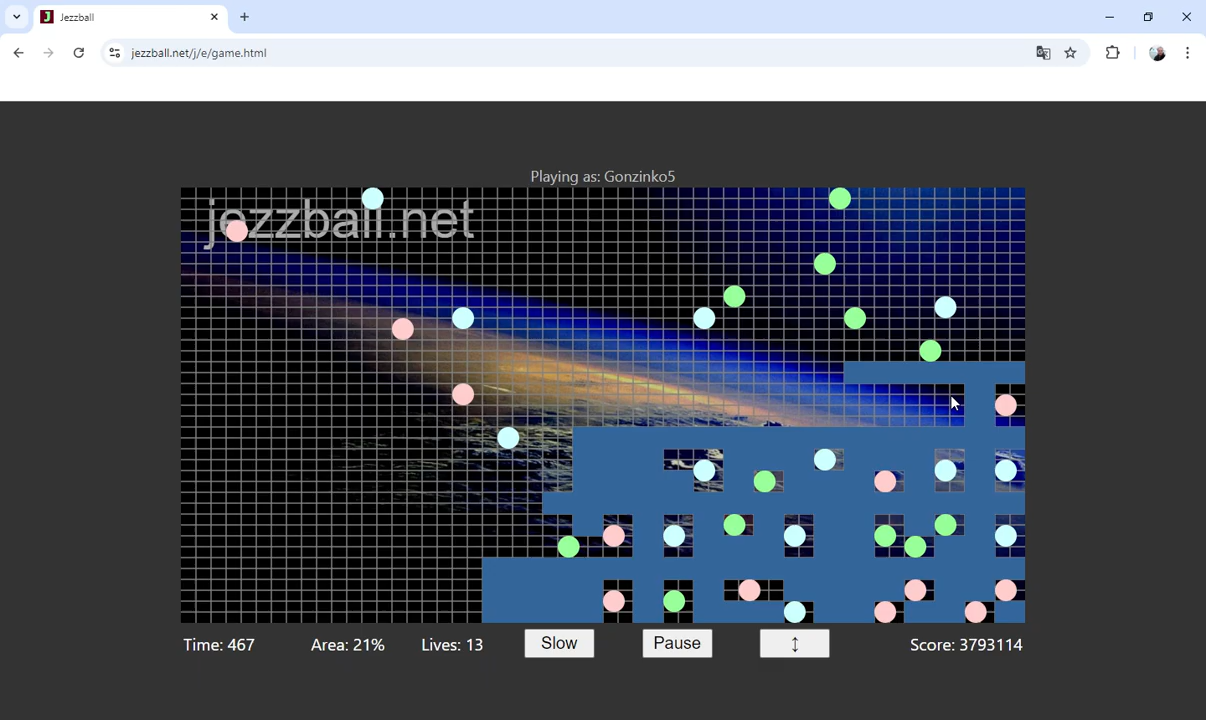 Jezzball
jezzball.net/j/e/game.html
Playing as: Gonzinko5
jezzball.net
Time: 467 Area: 21% Lives: 13 Slow Pause ↕ Score: 3793114